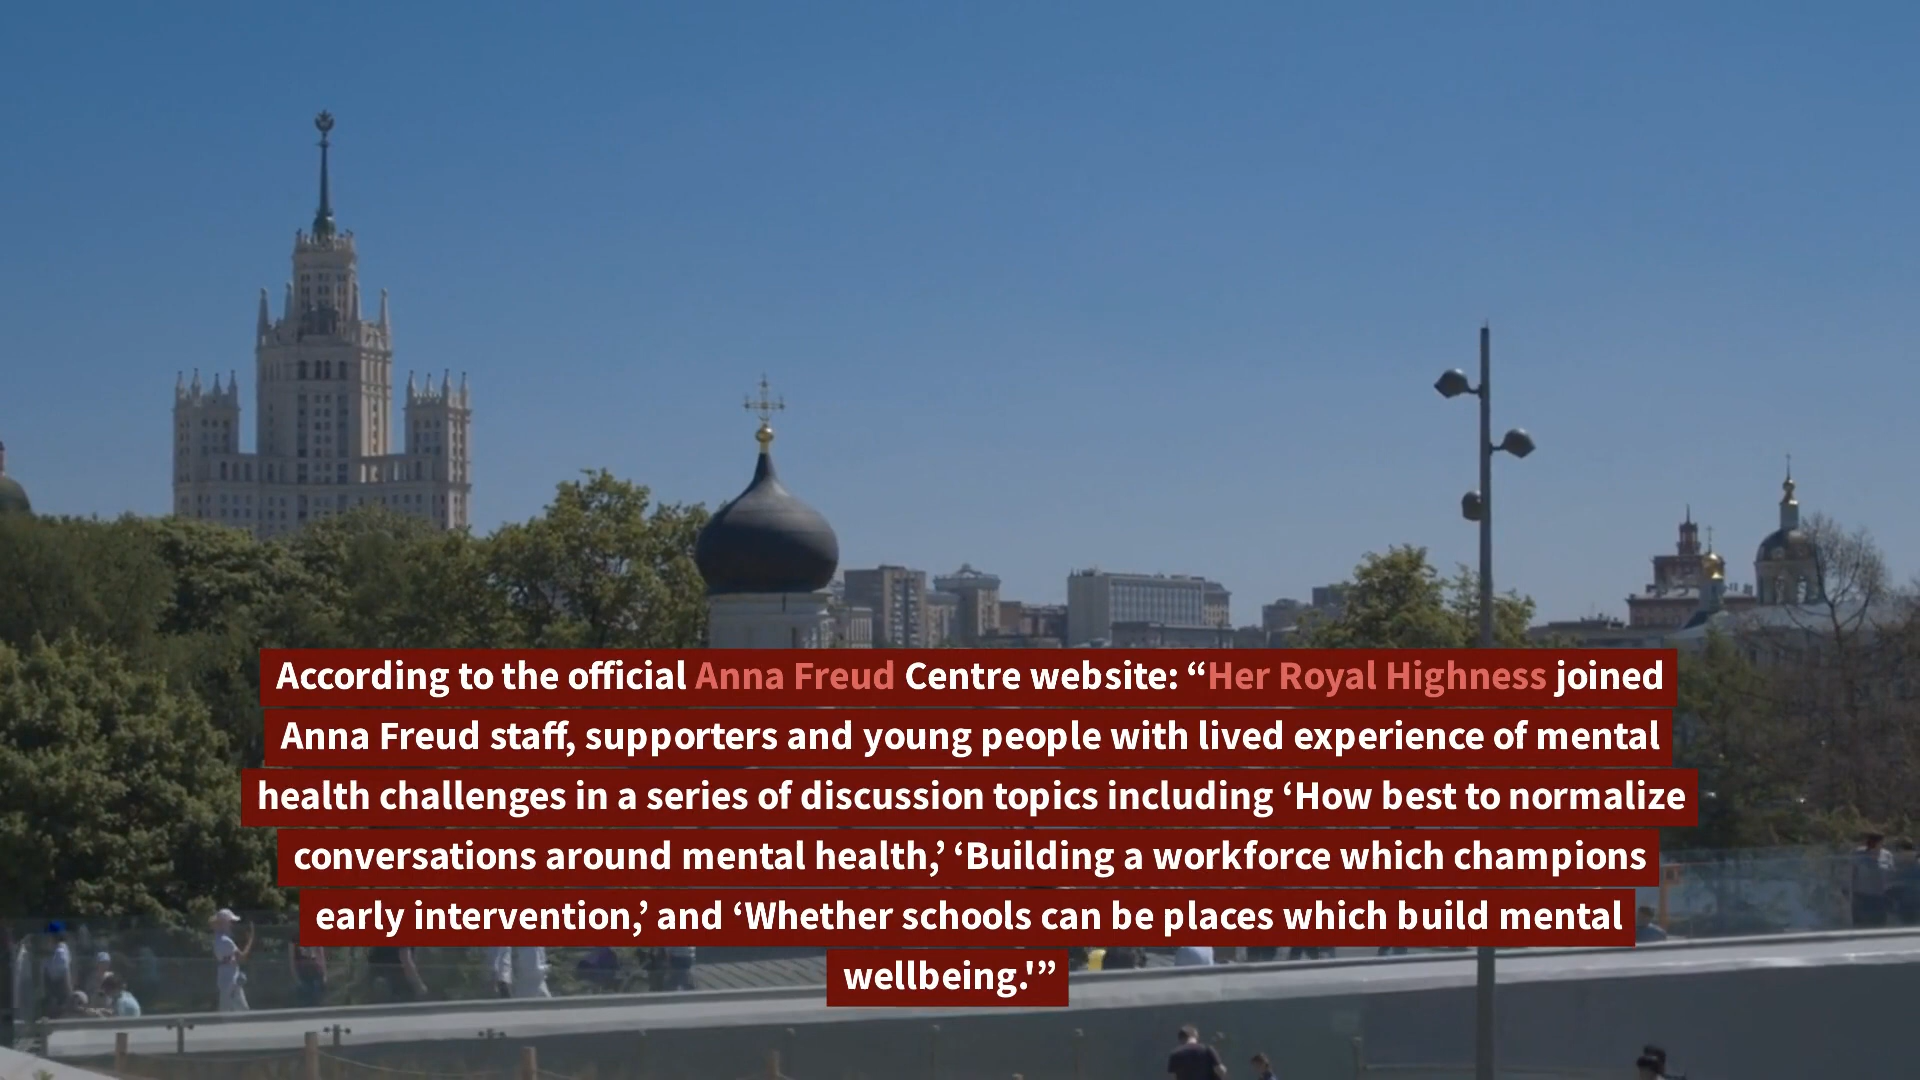 According to the official Anna Freud Centre website: “Her Royal Highness joined
Anna Freud staff, supporters and young people with lived experience of mental
health challenges in a series of discussion topics including ‘How best to normalize
conversations around mental health,’ ‘Building a workforce which champions
early intervention,’ and ‘Whether schools can be places which build mental
wellbeing.'”